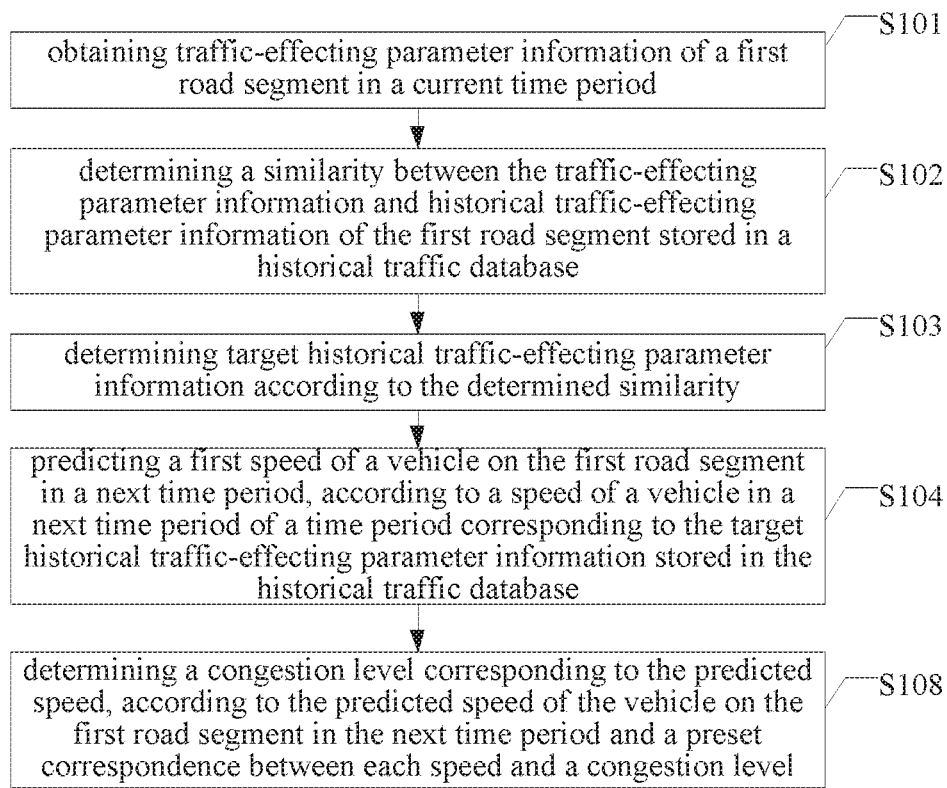 S101
obtaining traffic-effecting parameter information of a first
road segment in a current time period
S102
determining a similarity between the traffic-effecting
parameter information and historical traffic-effecting
parameter information of the first road segment stored in a
historical traffic database
S103
determining target historical traffic-effecting parameter
information according to the determined similarity
S104
predicting a first speed of a vehicle on the first road segment
in a next time period, according to a speed of a vehicle in a
next time period of a time period corresponding to the target
historical traffic-effecting parameter information stored in the
historical traffic database
S108
determining a congestion level corresponding to the predicted
speed, according to the predicted speed of the vehicle on the
first road segment in the next time period and a preset
correspondence between each speed and a congestion level